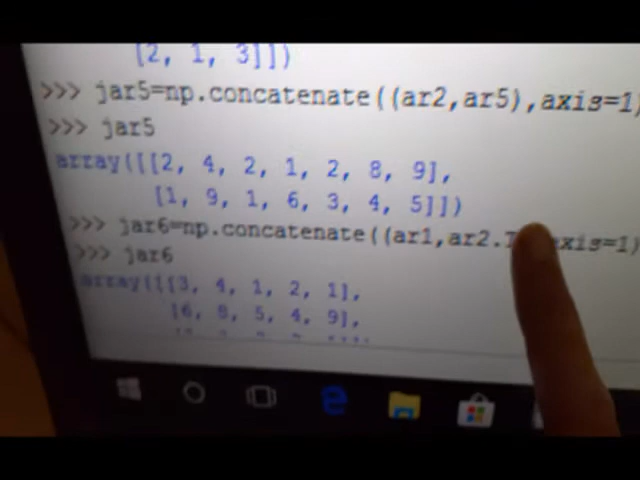 [2, 1, 3]])
>>> jar5=np.concatenate((ar2,ar5),axis=1)
>>> jar5
array([[2, 4, 2, 1, 2, 8, 9],
[1, 9, 1, 6, 3, 4, 5]])
>>> jar6=np.concatenate((ar1,ar2. axis=1)
>>> jar6
array([[3, 4, 1, 2, 1],
[6, 8, 5, 4, 9],